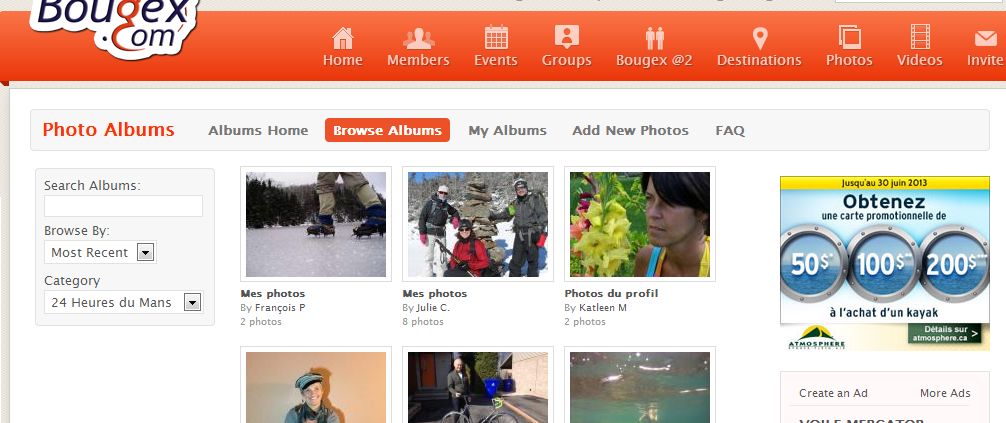 Bougex
.Com
Home
Members
Events
Groups
Bougex @2
Destinations
Photos
Videos
Invite
Photo Albums
Albums Home
Browse Albums
My Albums
Add New Photos
FAQ
Search Albums:
Browse By:
Most Recent
Category
24 Heures du Mans
Mes photos
By François P
2 photos
Mes photos
By Julie C.
8 photos
Photos du profil
By Katleen M
2 photos
Jusqu'au 30 juin 2013
Obtenez
une carte promotionnelle de
50$*
100$**
200$***
à l'achat d'un kayak
ATMOSPHERE
Détails sur
atmosphere.ca
>
Create an Ad
More Ads
VOILE MERCATOR